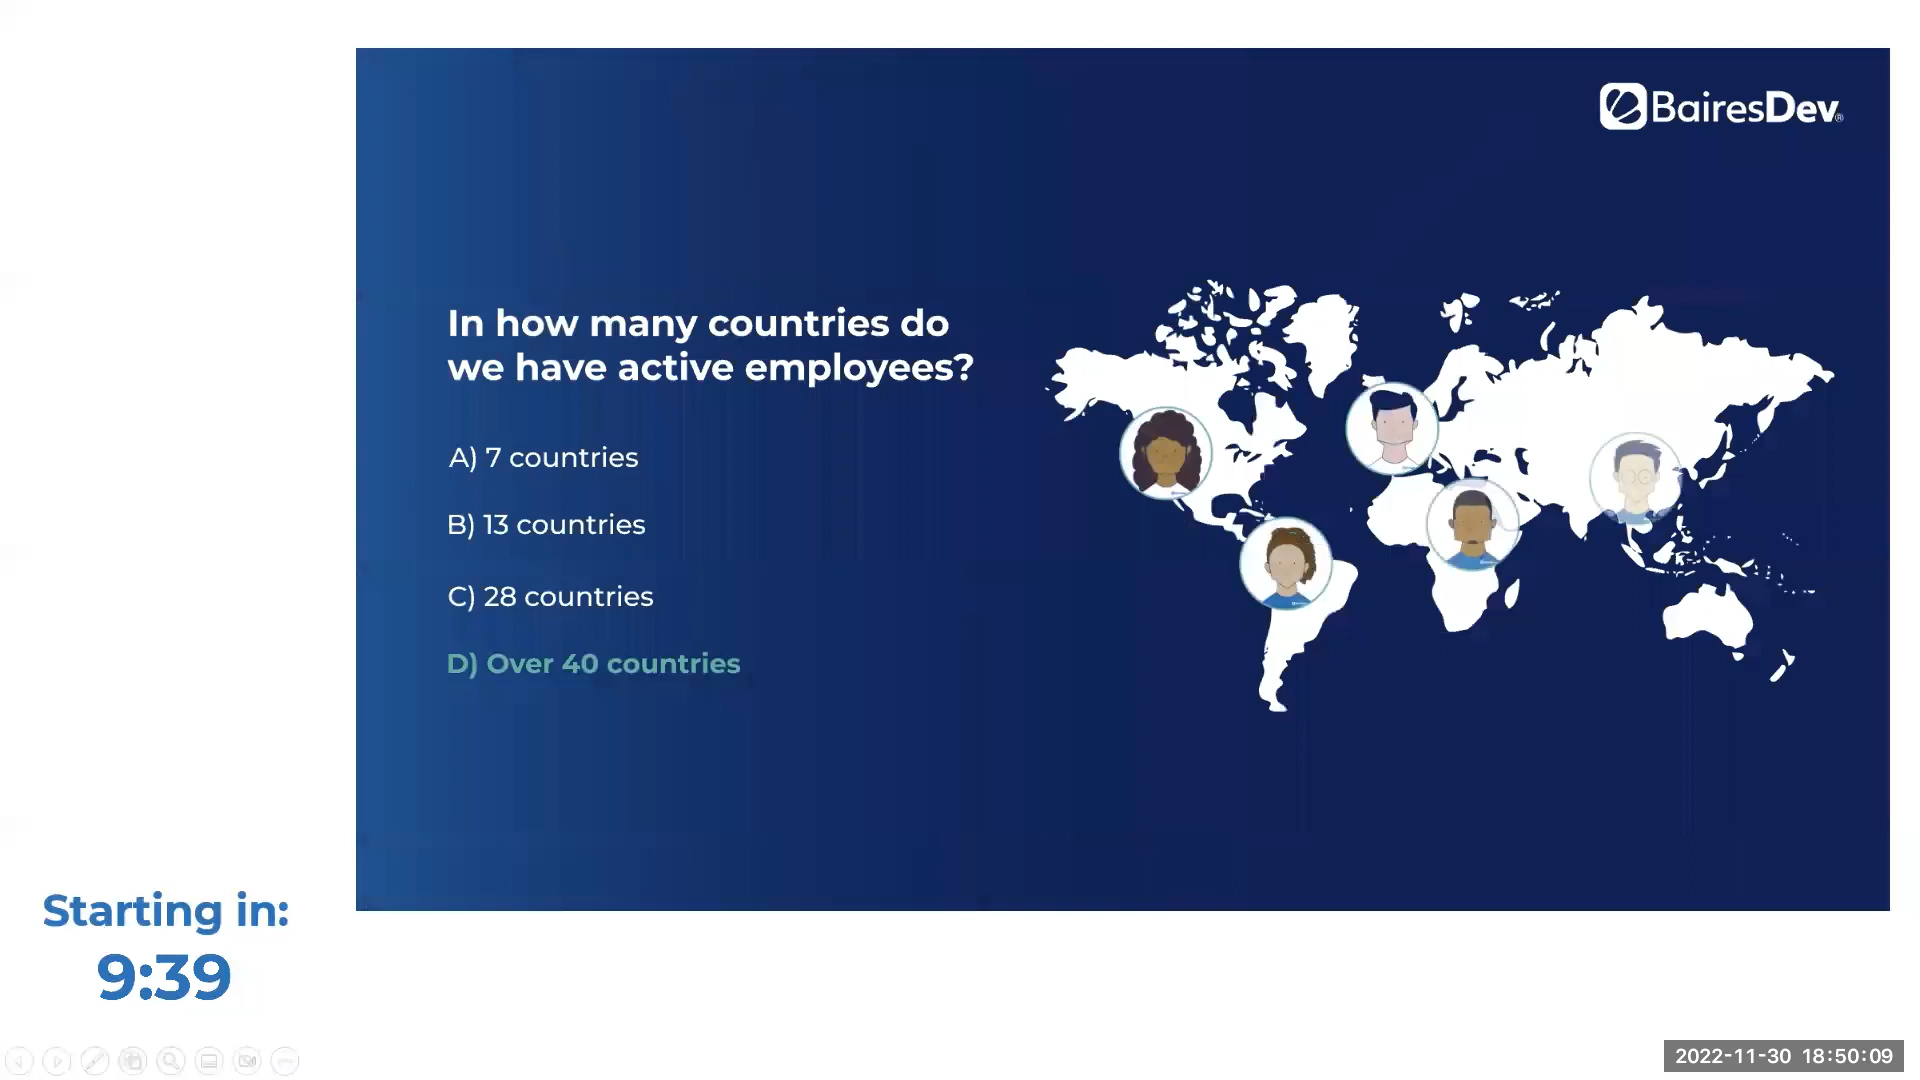 BairesDev®
In how many countries do
we have active employees?
A) 7 countries
B) 13 countries
C) 28 countries
D) Over 40 countries
Starting in:
9:39
2022-11-30 18:50:09